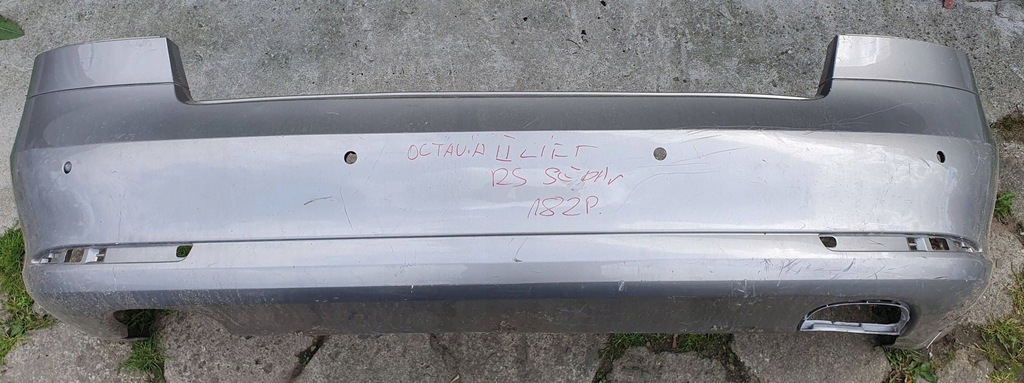 OCTAVIA II LIFT
RS SEDAN
182P.